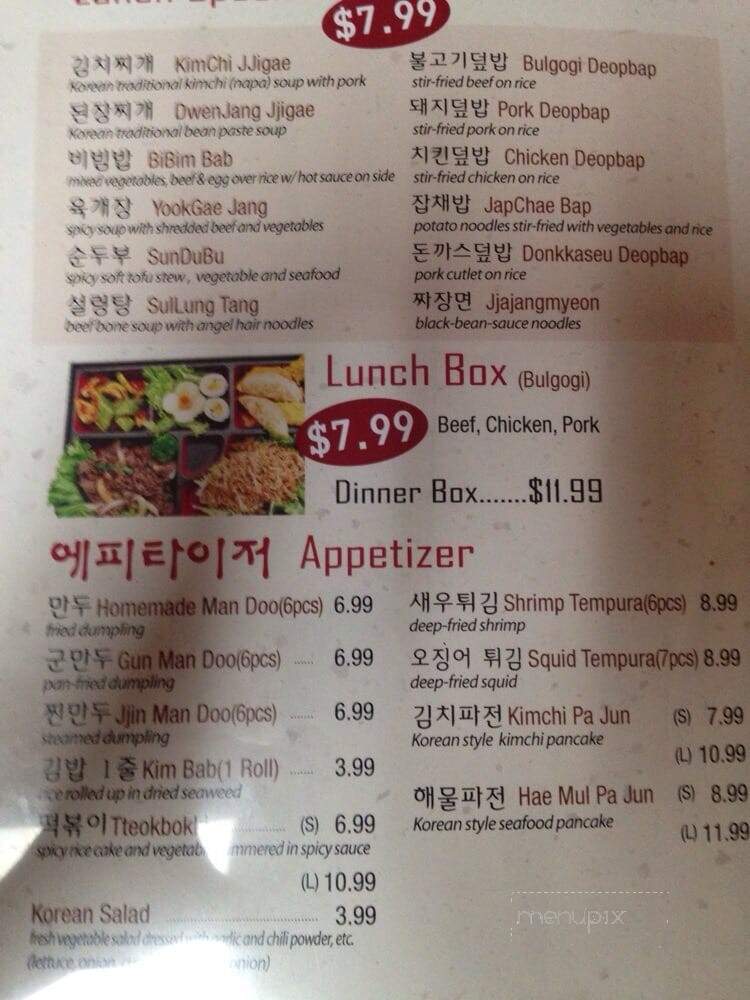 Lunch
$7.99
김치찌개 KimChi JJigae
Korean traditional kimchi (napa) soup with pork
된장찌개 DwenJang Jjigae
Korean traditional bean paste soup
비빔밥 BiBim Bab
mixed vegetables, beef & egg over rice w/ hot sauce on side
육개장 YookGae Jang
spicy soup with shredded beef and vegetables
순두부 SunDuBu
spicy soft tofu stew, vegetable and seafood
설렁탕 SulLung Tang
beef bone soup with angel hair noodles
불고기덮밥 Bulgogi Deopbap
stir-fried beef on rice
돼지덮밥 Pork Deopbap
stir-fried pork on rice
치킨덮밥 Chicken Deopbap
stir-fried chicken on rice
잡채밥 JapChae Bap
potato noodles stir-fried with vegetables and rice
돈까스덮밥 Donkkaseu Deopbap
pork cutlet on rice
짜장면 Jjajangmyeon
black-bean-sauce noodles
Lunch Box (Bulgogi)
$7.99 Beef, Chicken, Pork
Dinner Box.......$11.99
에피타이저 Appetizer
만두 Homemade Man Doo(6pcs) 6.99
fried dumpling
군만두 Gun Man Doo(6pcs) ...... 6.99
pan-fried dumpling
찐만두 Jjin Man Doo(6pcs) ...... 6.99
steamed dumpling
김밥 1줄 Kim Bab(1 Roll) ...... 3.99
rice rolled up in dried seaweed
떡볶이 Tteokbokki ...... (S) 6.99
spicy rice cake and vegetable simmered in spicy sauce
(L) 10.99
Korean Salad ...... 3.99
fresh vegetable salad dressed with garlic and chili powder, etc.
(lettuce, onion, onion)
새우튀김 Shrimp Tempura(6pcs) 8.99
deep-fried shrimp
오징어 튀김 Squid Tempura(7pcs) 8.99
deep-fried squid
김치파전 Kimchi Pa Jun (S) 7.99
Korean style kimchi pancake
(L) 10.99
해물파전 Hae Mul Pa Jun (S) 8.99
Korean style seafood pancake
(L) 11.99
menupix